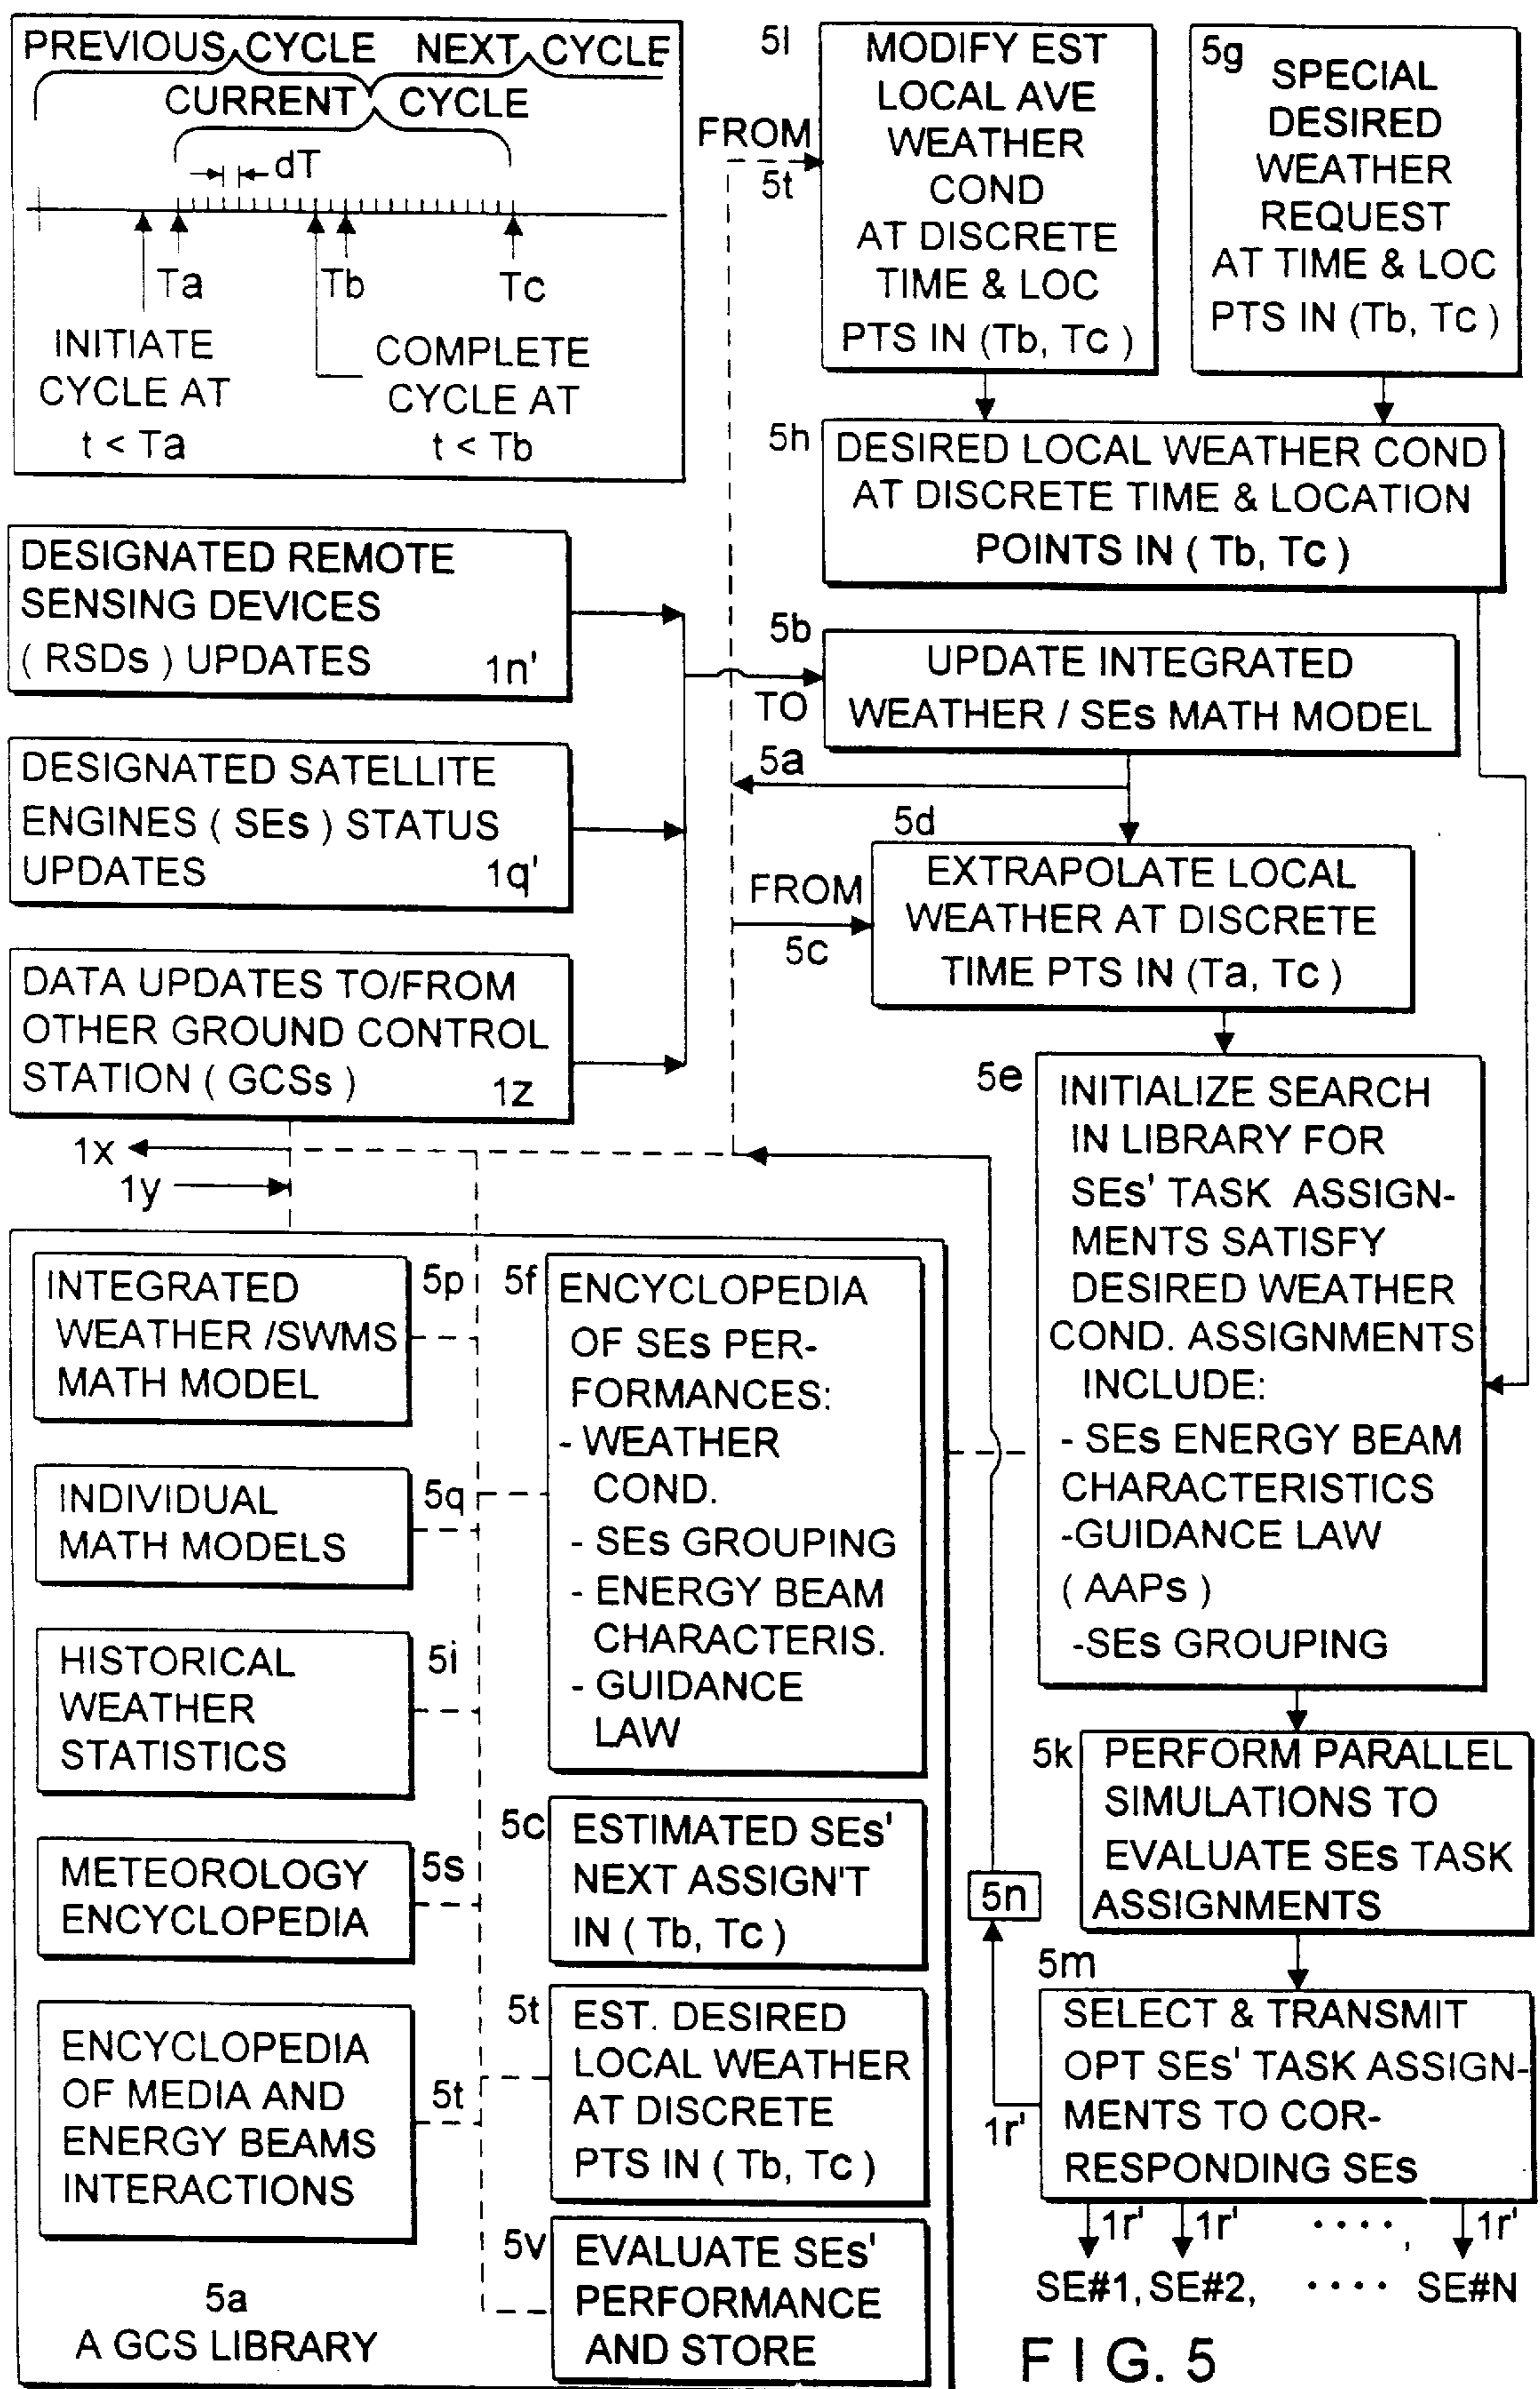 PREVIOUS CYCLE NEXT CYCLE
CURRENT CYCLE
dT
Ta
Tb
Tc
INITIATE
CYCLE AT
t < Ta
COMPLETE
CYCLE AT
t < Tb
5l
MODIFY EST
LOCAL AVE
WEATHER
COND
AT DISCRETE
TIME & LOC
PTS IN (Tb, Tc )
FROM
5t
5g
SPECIAL
DESIRED
WEATHER
REQUEST
AT TIME & LOC
PTS IN (Tb, Tc )
5h
DESIRED LOCAL WEATHER COND
AT DISCRETE TIME & LOCATION
POINTS IN ( Tb, Tc )
DESIGNATED REMOTE
SENSING DEVICES
( RSDs ) UPDATES 1n'
DESIGNATED SATELLITE
ENGINES ( SEs ) STATUS
UPDATES 1q'
DATA UPDATES TO/FROM
OTHER GROUND CONTROL
STATION ( GCSs ) 1z
5b
UPDATE INTEGRATED
WEATHER / SEs MATH MODEL
TO
5a
5d
EXTRAPOLATE LOCAL
WEATHER AT DISCRETE
TIME PTS IN (Ta, Tc )
FROM
5c
5e
INITIALIZE SEARCH
IN LIBRARY FOR
SEs' TASK ASSIGN-
MENTS SATISFY
DESIRED WEATHER
COND. ASSIGNMENTS
INCLUDE:
- SEs ENERGY BEAM
CHARACTERISTICS
-GUIDANCE LAW
( AAPs )
-SEs GROUPING
1x
1y
INTEGRATED
WEATHER /SWMS
MATH MODEL
5p
INDIVIDUAL
MATH MODELS
5q
HISTORICAL
WEATHER
STATISTICS
5i
METEOROLOGY
ENCYCLOPEDIA
5s
ENCYCLOPEDIA
OF MEDIA AND
ENERGY BEAMS
INTERACTIONS
5t
5f
ENCYCLOPEDIA
OF SEs PER-
FORMANCES:
- WEATHER
COND.
- SEs GROUPING
- ENERGY BEAM
CHARACTERIS.
- GUIDANCE
LAW
5c
ESTIMATED SEs'
NEXT ASSIGN'T
IN ( Tb, Tc )
5t
EST. DESIRED
LOCAL WEATHER
AT DISCRETE
PTS IN ( Tb, Tc )
5v
EVALUATE SEs'
PERFORMANCE
AND STORE
5a
A GCS LIBRARY
5k
PERFORM PARALLEL
SIMULATIONS TO
EVALUATE SEs TASK
ASSIGNMENTS
5n
5m
SELECT & TRANSMIT
OPT SEs' TASK ASSIGN-
MENTS TO COR-
RESPONDING SEs
1r'
1r' 1r' ····, 1r'
SE#1, SE#2, ···· SE#N
F I G. 5